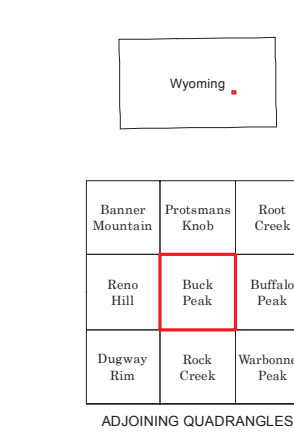 Wyoming
Banner
Mountain
Protsmans
Knob
Root
Creek
Reno
Hill
Buck
Peak
Buffalo
Peak
Dugway
Rim
Rock
Creek
Peak
ADJOINING QUADRANGLES